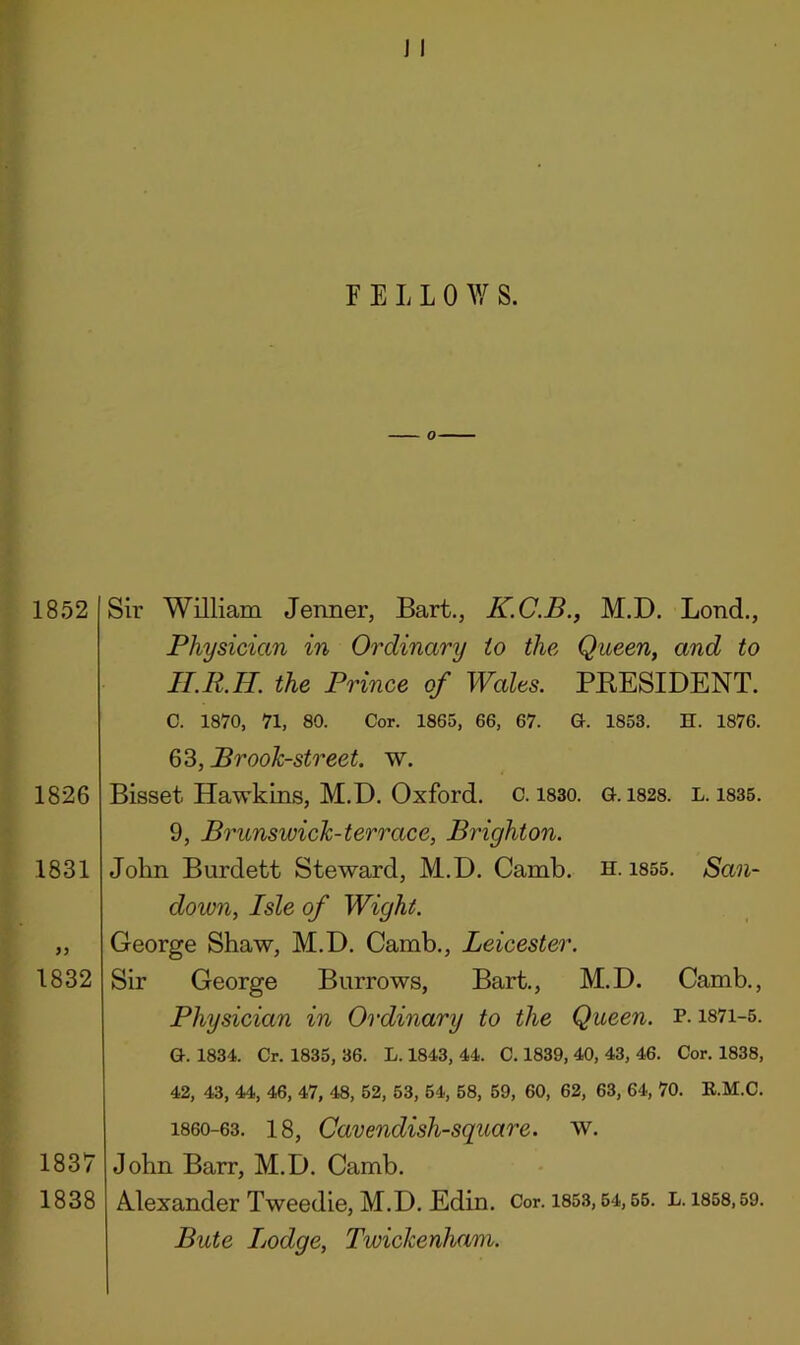 11
FELLOWS.
1852 Sir William Jenner, Bart., K.C.B., M.D. Lond.,
Physician in Ordinary to the Queen, and to
H.R.H. the Prince of Wales. PRESIDENT.
C. 1870, 71, 80. Cor. 1865, 66, 67. G. 1853. H. 1876.
63, Brook-street. W.
1826 Bisset Hawkins, M.D. Oxford. C. 1830. G. 1828. L. 1835.
9, Brunswick-terrace, Brighton.
1831 John Burdett Steward, M.D. Camb. H. 1855. San-
down, Isle of Wight.
,, George Shaw, M.D. Camb., Leicester.
1832 Sir George Burrows, Bart., M.D. Camb.,
Physician in Ordinary to the Queen. P. 1871-5.
G. 1834. Cr. 1835, 36. L. 1843, 44. C. 1839, 40, 43, 46. Cor. 1838,
42, 43, 44, 46, 47, 48, 52, 53, 54, 58, 59, 60, 62, 63, 64, 70. R.M.C.
1860-63. 18, Cavendish-square. W.
1837 John Barr, M.D. Camb.
1838 Alexander Tweedie, M.D. Edin. Cor. 1853, 54, 55. L. 1858, 59.
Bute Lodge, Twickenham.